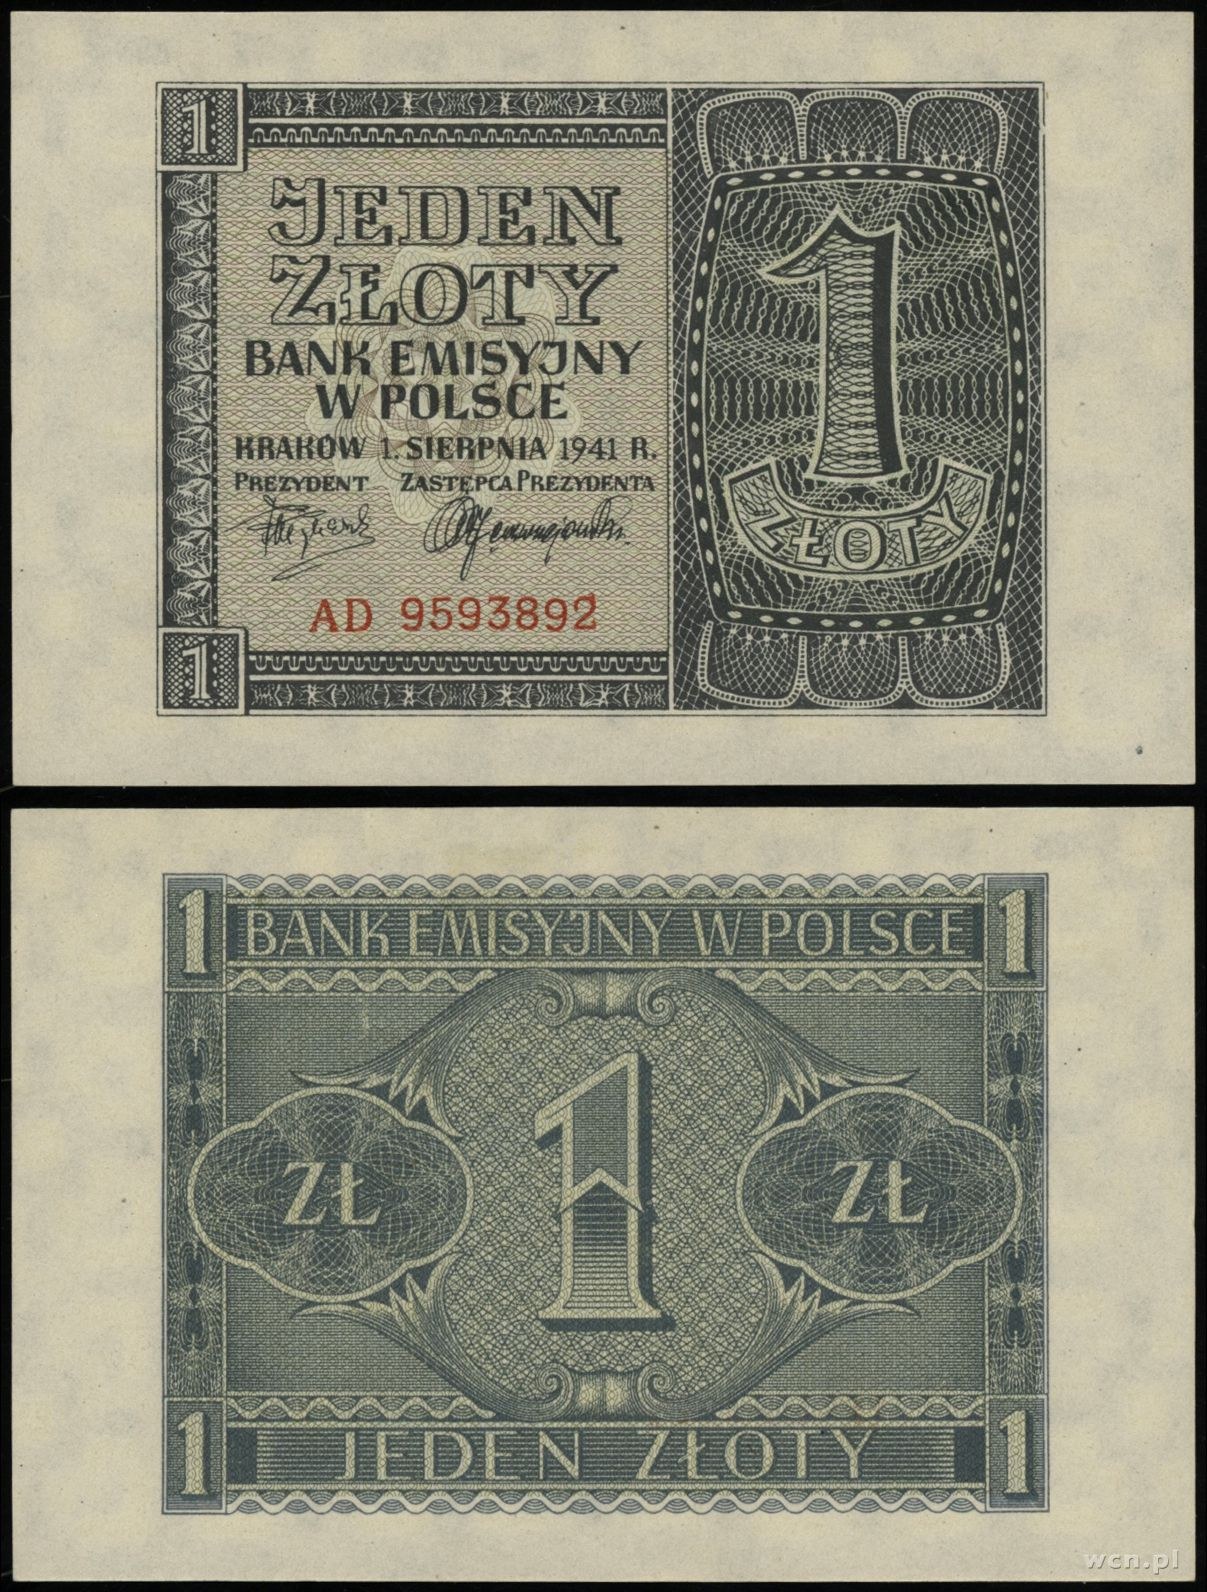 1
JEDEN
ZŁOTY
BANK EMISYJNY
W POLSCE
KRAKÓW 1. SIERPNIA 1941 R.
PREZYDENT ZASTĘPCA PREZYDENTA
AD 9593892
1
1
ZŁOTY
1 BANK EMISYJNY W POLSCE 1
ZŁ 1 ZŁ
1 JEDEN ZŁOTY 1
wcn.pl